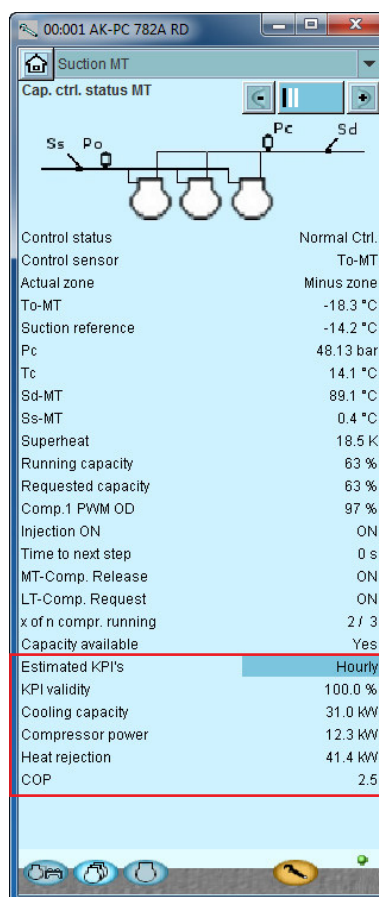 00:001 AK-PC 782A RD
Suction MT
Cap. ctrl. status MT
Pc Sd
Ss Po
Control status Normal Ctrl.
Control sensor To-MT
Actual zone Minus zone
To-MT -18.3 °C
Suction reference -14.2 °C
Pc 48.13 bar
Tc 14.1 °C
Sd-MT 89.1 °C
Ss-MT 0.4 °C
Superheat 18.5 K
Running capacity 63 %
Requested capacity 63 %
Comp.1 PWM OD 97 %
Injection ON ON
Time to next step 0 s
MT-Comp. Release ON
LT-Comp. Request ON
x of n compr. running 2 / 3
Capacity available Yes
Estimated KPI's Hourly
KPI validity 100.0 %
Cooling capacity 31.0 kW
Compressor power 12.3 kW
Heat rejection 41.4 kW
COP 2.5